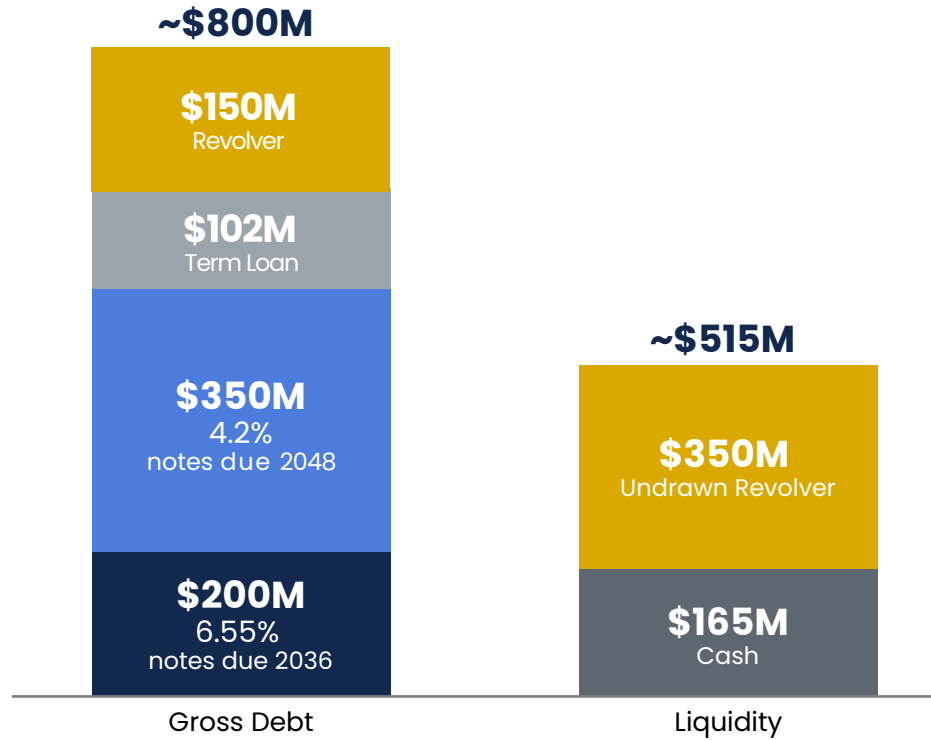 ~$800M
$150M
Revolver
$102M
Term Loan
$350M
4.2%
notes due 2048
$200M
6.55%
notes due 2036
Gross Debt
~$515M
$350M
Undrawn Revolver
$165M
Cash
Liquidity